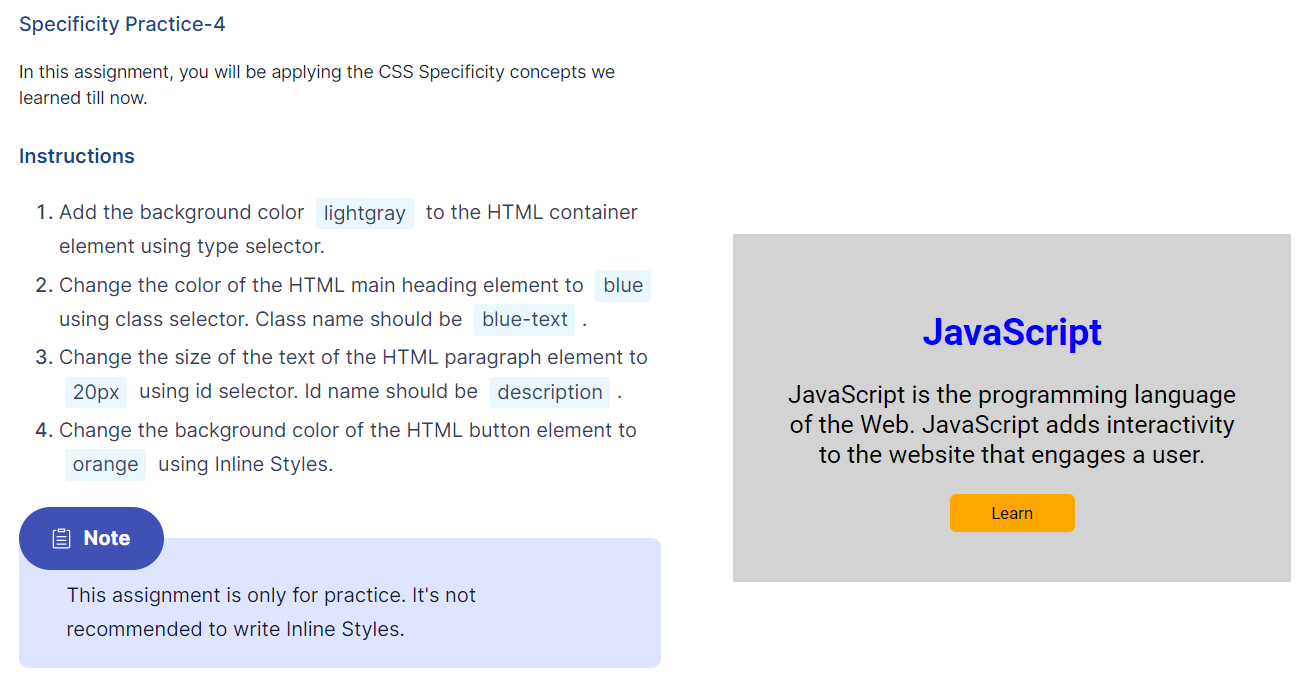 Specificity Practice-4
In this assignment, you will be applying the CSS Specificity concepts we
learned till now.
Instructions
1. Add the background color lightgray to the HTML container
element using type selector.
2. Change the color of the HTML main heading element to blue
using class selector. Class name should be blue-text .
3. Change the size of the text of the HTML paragraph element to
20px using id selector. Id name should be description .
4. Change the background color of the HTML button element to
orange using Inline Styles.
Note
This assignment is only for practice. It's not
recommended to write Inline Styles.
JavaScript
JavaScript is the programming language
of the Web. JavaScript adds interactivity
to the website that engages a user.
Learn